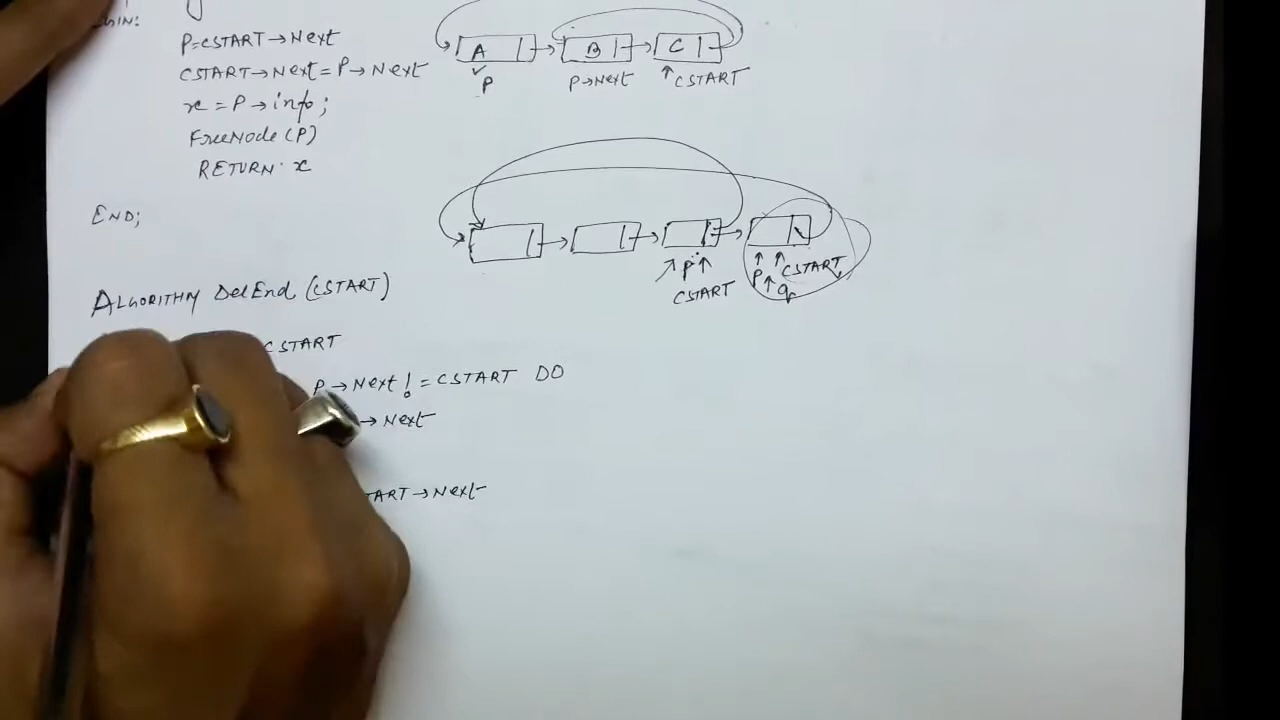 P=CSTART→Next
CSTART→Next=P→Next
x = P→info;
FreeNode(P)
RETURN x
END;
A
B
C
P
P→Next
CSTART
P
CSTART
P
CSTART
q
ALGORITHM DelEnd (CSTART)
CSTART
P→Next != CSTART DO
→Next
→Next